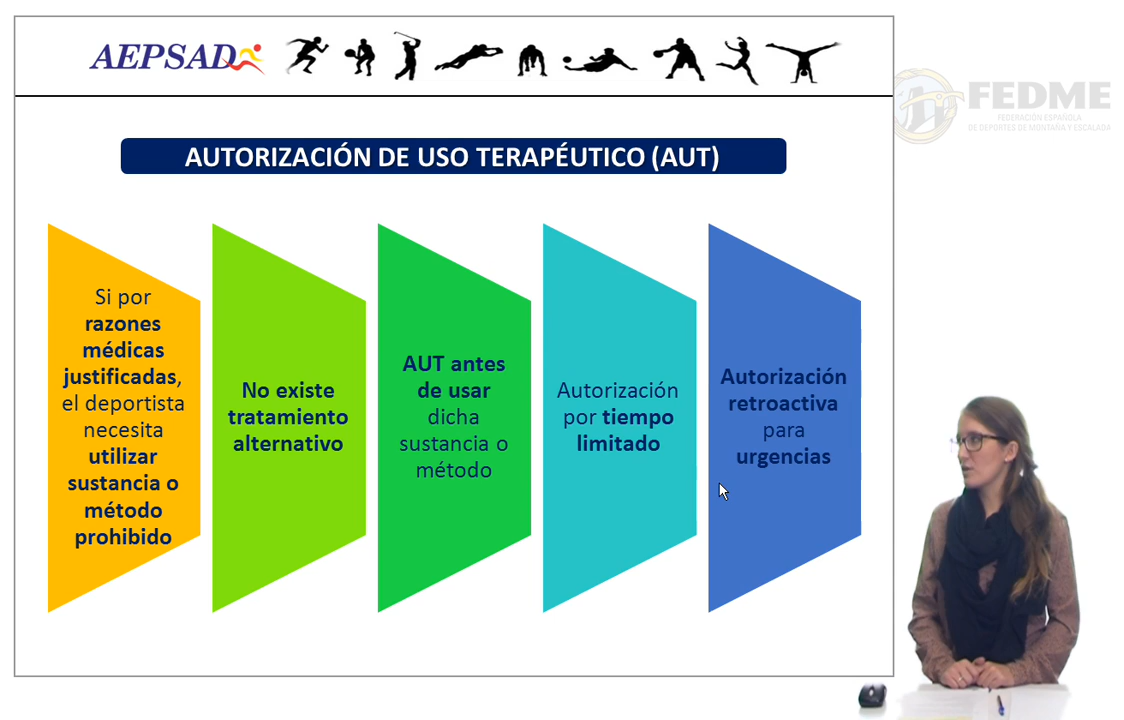 AEPSAD
FEDME
FEDERACIÓN ESPAÑOLA
DE DEPORTES DE MONTAÑA Y ESCALADA
AUTORIZACIÓN DE USO TERAPÉUTICO (AUT)
Si por
razones
médicas
justificadas,
el deportista
necesita
utilizar
sustancia o
método
prohibido
No existe
tratamiento
alternativo
AUT antes
de usar
dicha
sustancia o
método
Autorización
por tiempo
limitado
Autorización
retroactiva
para
urgencias